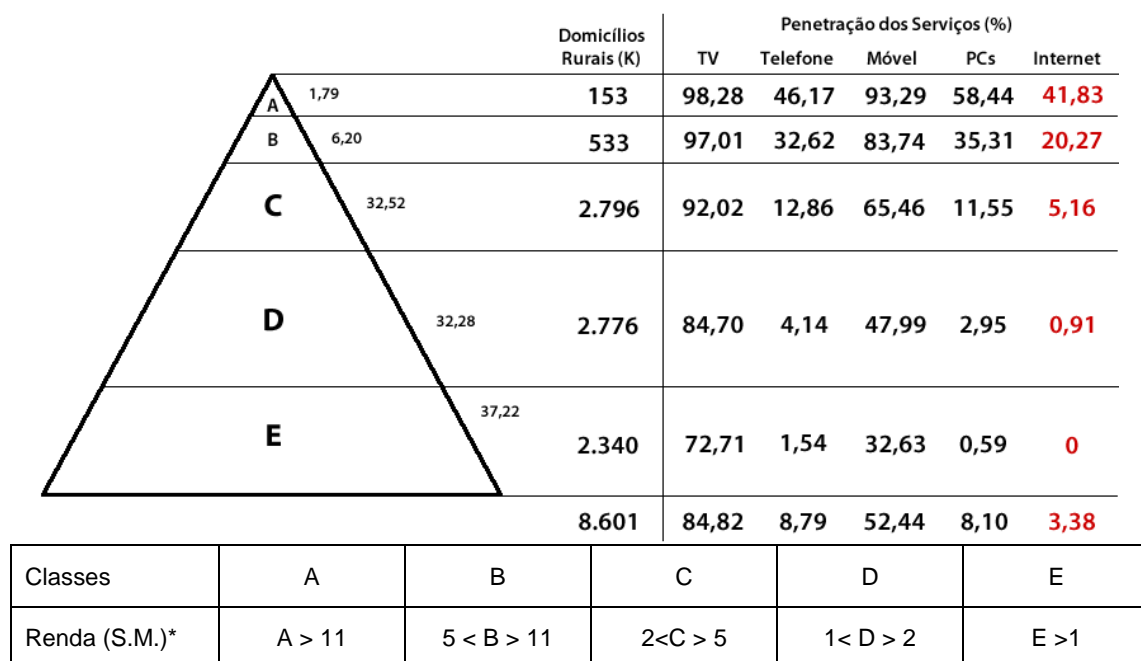 Domicílios Rurais (K) Penetração dos Serviços (%)
TV Telefone Móvel PCs Internet
A 1,79 153 98,28 46,17 93,29 58,44 41,83
B 6,20 533 97,01 32,62 83,74 35,31 20,27
C 32,52 2.796 92,02 12,86 65,46 11,55 5,16
D 32,28 2.776 84,70 4,14 47,99 2,95 0,91
E 37,22 2.340 72,71 1,54 32,63 0,59 0
8.601 84,82 8,79 52,44 8,10 3,38
Classes A B C D E
Renda (S.M.)* A > 11 5 < B > 11 2<C > 5 1< D > 2 E >1